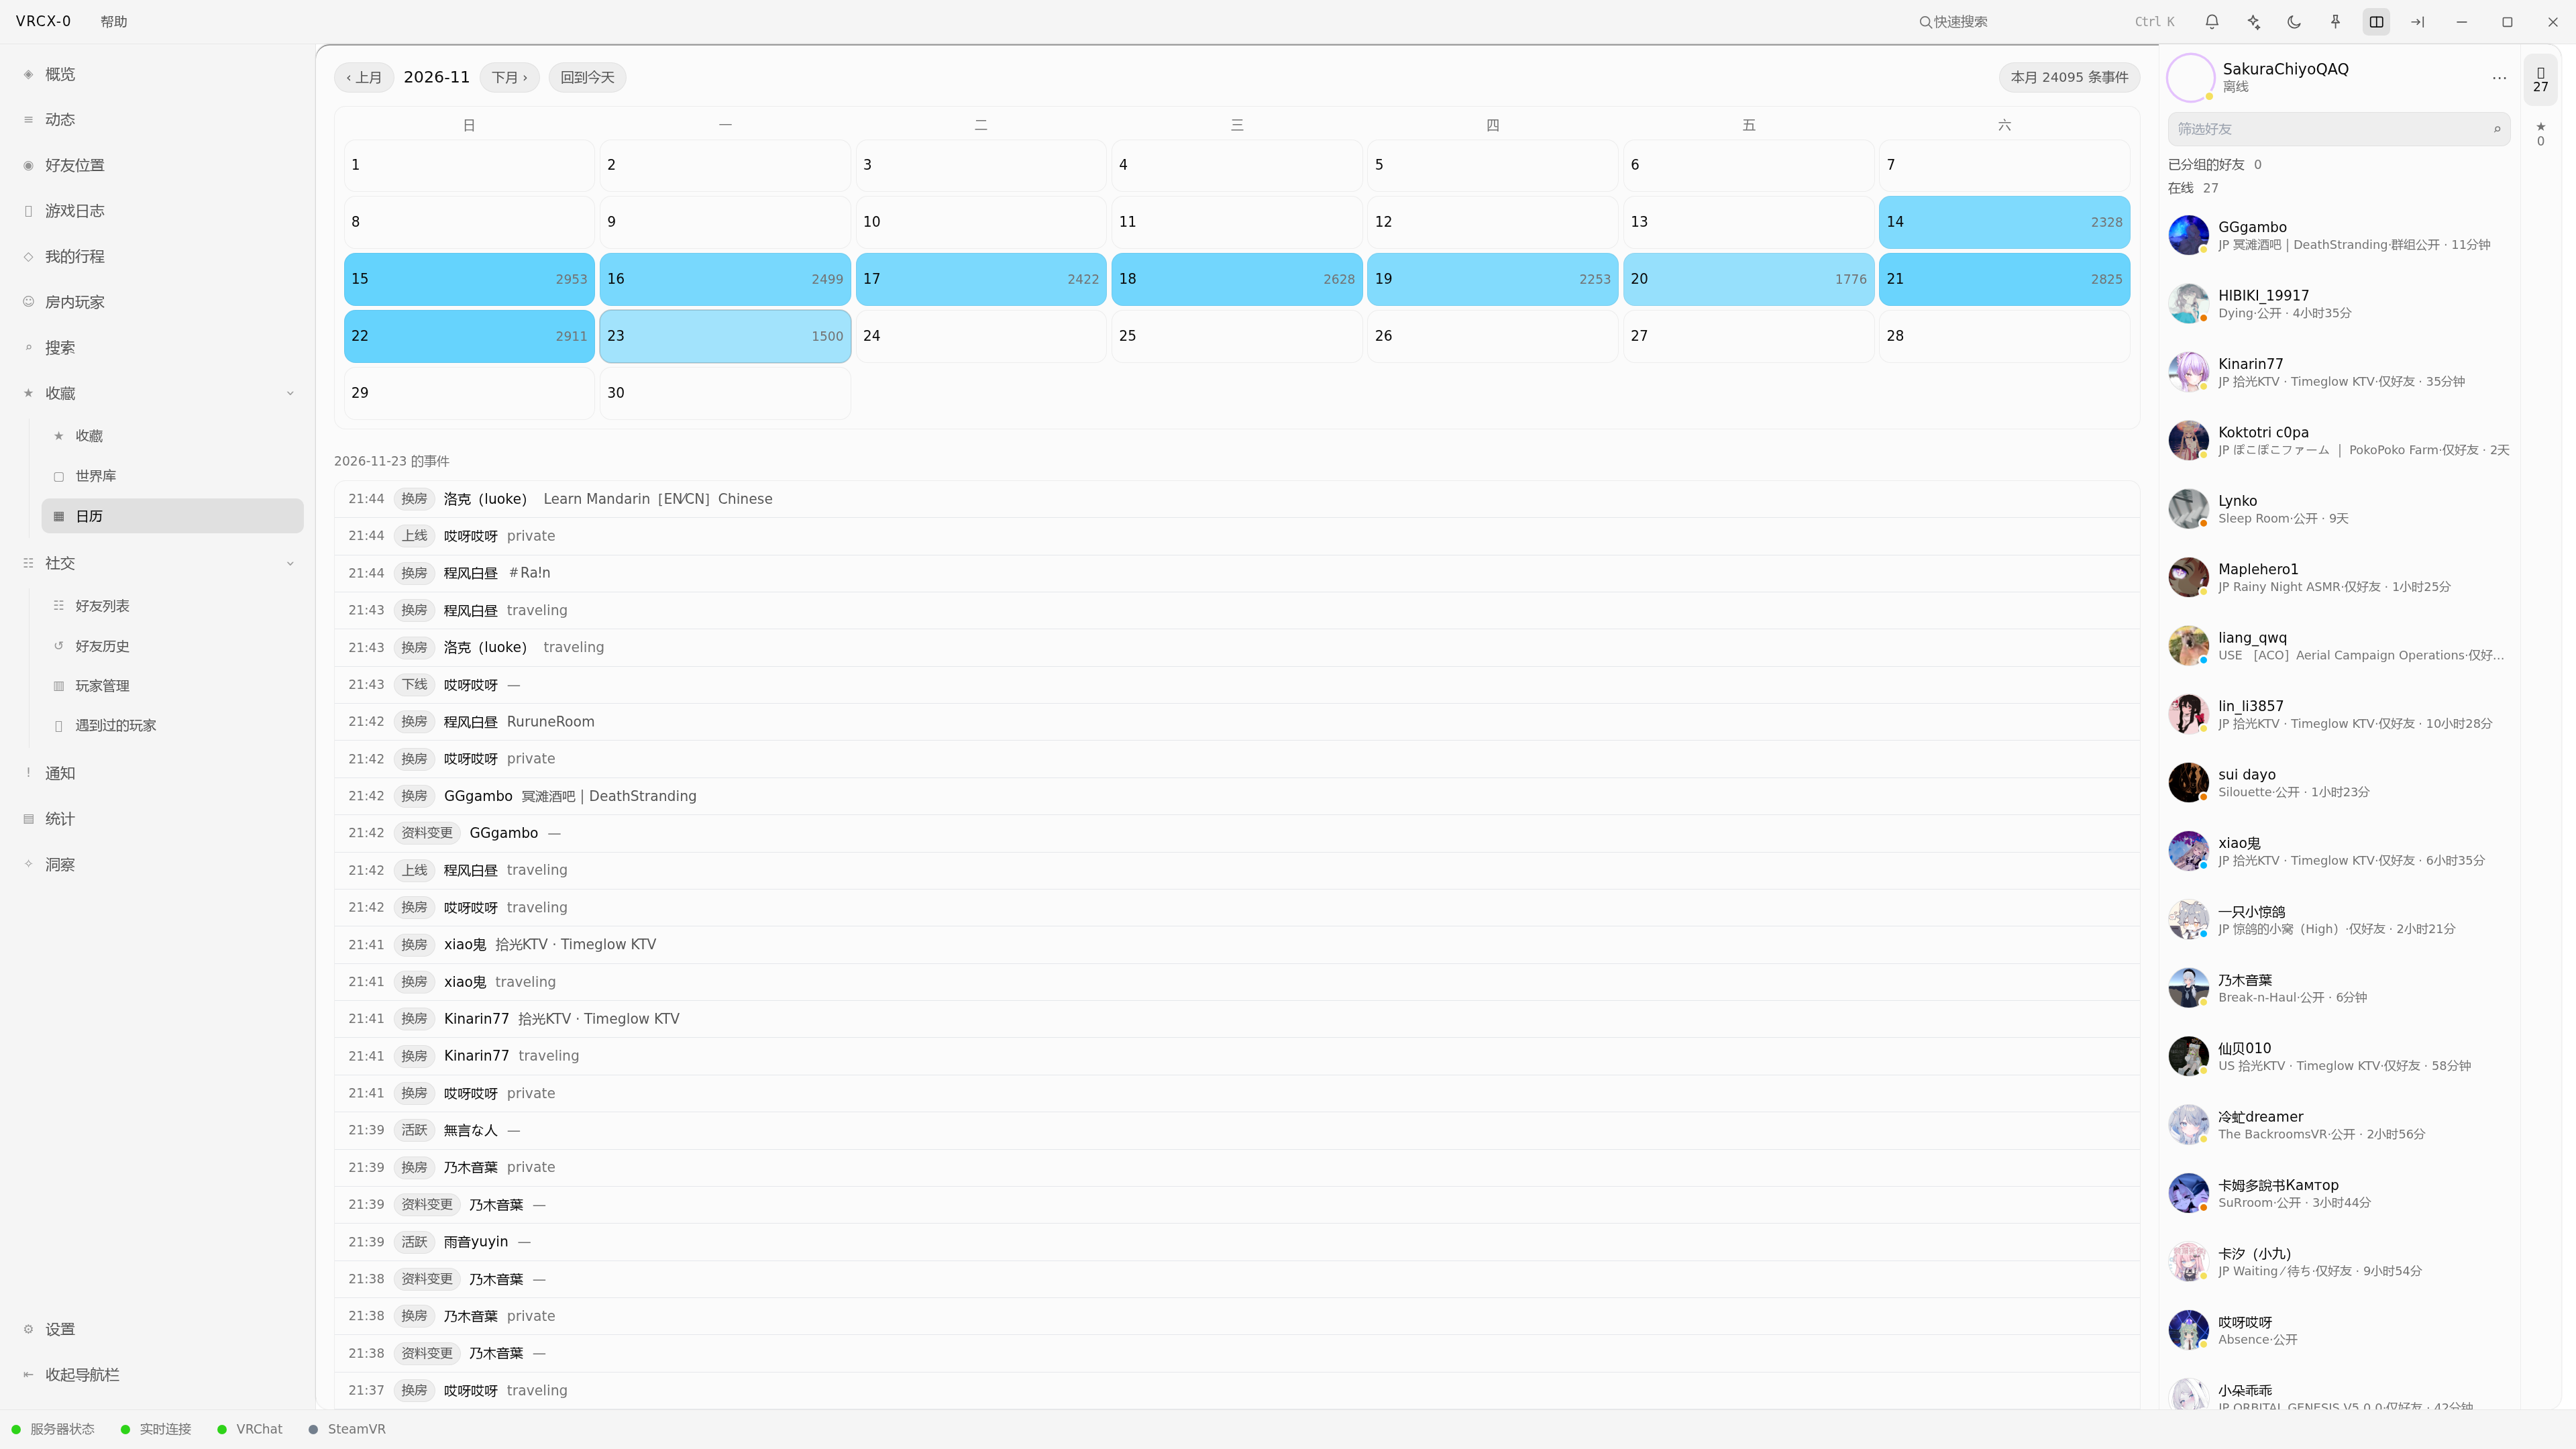 VRCX-0 帮助 快速搜索 Ctrl K
概览
动态
好友位置
游戏日志
我的行程
房内玩家
搜索
收藏
收藏
世界库
日历
社交
好友列表
好友历史
玩家管理
遇到过的玩家
通知
统计
洞察
设置
收起导航栏
‹ 上月 2026-11 下月 › 回到今天 本月 24095 条事件
日 一 二 三 四 五 六
1 2 3 4 5 6 7
8 9 10 11 12 13 14 2328
15 2953 16 2499 17 2422 18 2628 19 2253 20 1776 21 2825
22 2911 23 1500 24 25 26 27 28
29 30
2026-11-23 的事件
21:44 换房 洛克（luoke） Learn Mandarin［EN⁄CN］Chinese
21:44 上线 哎呀哎呀 private
21:44 换房 程风白昼 ＃Ra!n
21:43 换房 程风白昼 traveling
21:43 换房 洛克（luoke） traveling
21:43 下线 哎呀哎呀 —
21:42 换房 程风白昼 RuruneRoom
21:42 换房 哎呀哎呀 private
21:42 换房 GGgambo 冥滩酒吧 | DeathStranding
21:42 资料变更 GGgambo —
21:42 上线 程风白昼 traveling
21:42 换房 哎呀哎呀 traveling
21:41 换房 xiao鬼 拾光KTV · Timeglow KTV
21:41 换房 xiao鬼 traveling
21:41 换房 Kinarin77 拾光KTV · Timeglow KTV
21:41 换房 Kinarin77 traveling
21:41 换房 哎呀哎呀 private
21:39 活跃 無言な人 —
21:39 换房 乃木音葉 private
21:39 资料变更 乃木音葉 —
21:39 活跃 雨音yuyin —
21:38 资料变更 乃木音葉 —
21:38 换房 乃木音葉 private
21:38 资料变更 乃木音葉 —
21:37 换房 哎呀哎呀 traveling
SakuraChiyoQAQ
离线
27
0
筛选好友
已分组的好友 0
在线 27
GGgambo
JP 冥滩酒吧 | DeathStranding·群组公开 · 11分钟
HIBIKI_19917
Dying·公开 · 4小时35分
Kinarin77
JP 拾光KTV · Timeglow KTV·仅好友 · 35分钟
Koktotri c0pa
JP ぽこぽこファーム ｜ PokoPoko Farm·仅好友 · 2天
Lynko
Sleep Room·公开 · 9天
Maplehero1
JP Rainy Night ASMR·仅好友 · 1小时25分
liang_qwq
USE ［ACO］Aerial Campaign Operations·仅好…
lin_li3857
JP 拾光KTV · Timeglow KTV·仅好友 · 10小时28分
sui dayo
Silouette·公开 · 1小时23分
xiao鬼
JP 拾光KTV · Timeglow KTV·仅好友 · 6小时35分
一只小惊鸽
JP 惊鸽的小窝（High）·仅好友 · 2小时21分
乃木音葉
Break-n-Haul·公开 · 6分钟
仙贝010
US 拾光KTV · Timeglow KTV·仅好友 · 58分钟
冷虻dreamer
The BackroomsVR·公开 · 2小时56分
卡姆多說书Камтор
SuRroom·公开 · 3小时44分
卡汐（小九）
JP Waiting ⁄ 待ち·仅好友 · 9小时54分
哎呀哎呀
Absence·公开
小朵乖乖
JP ORBITAL GENESIS V5.0.0·仅好友 · 42分钟
服务器状态 实时连接 VRChat SteamVR